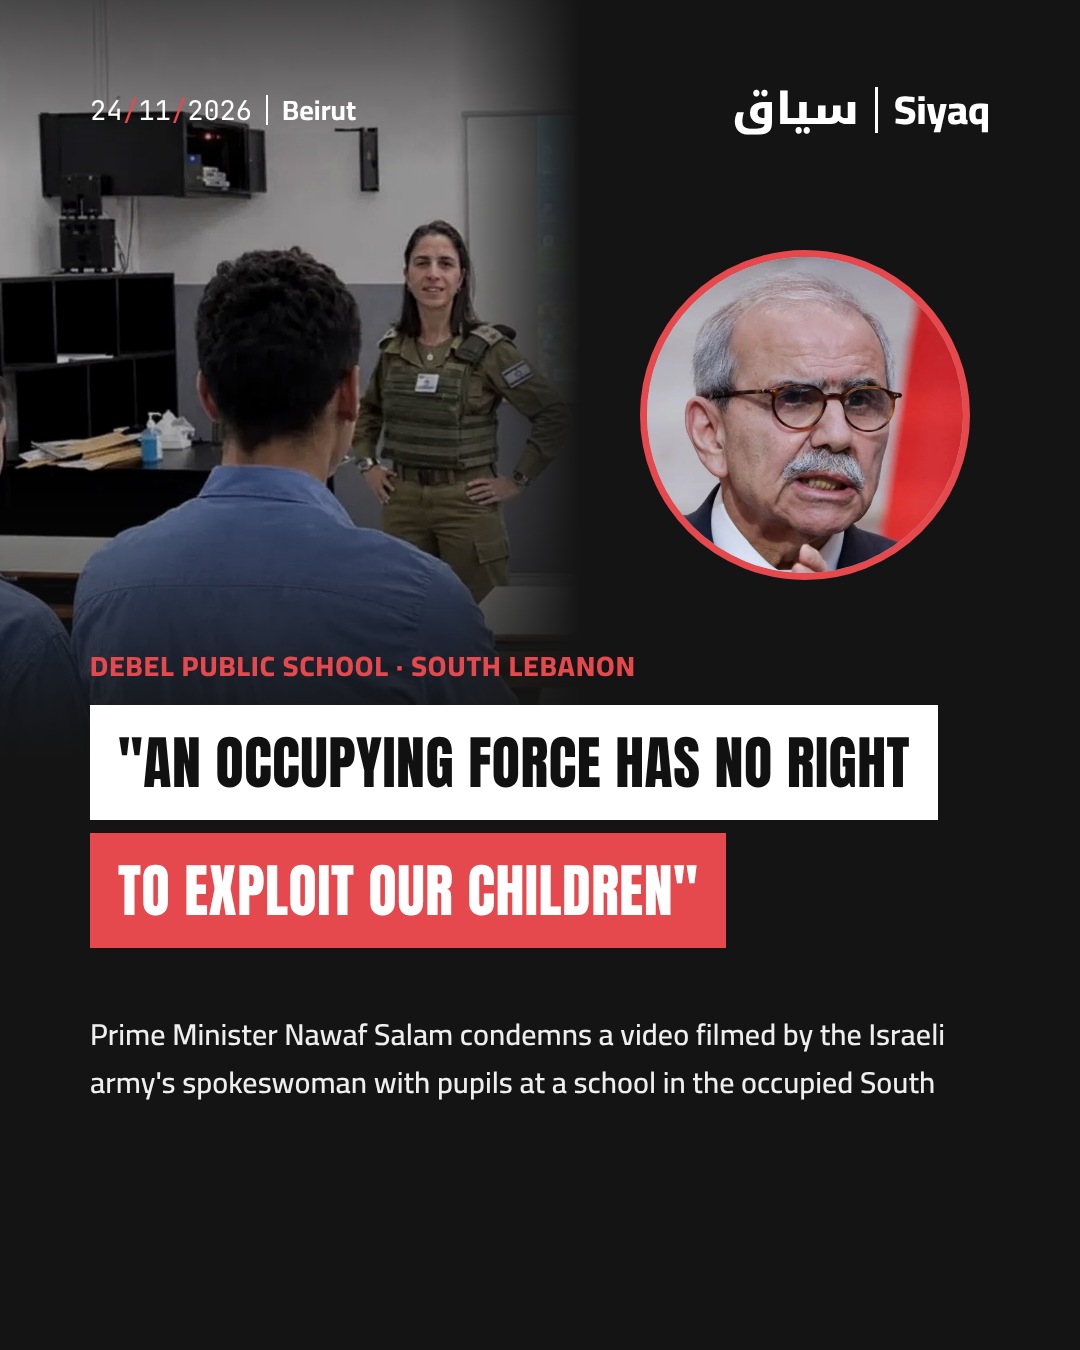 24/11/2026 | Beirut
سياق | Siyaq
DEBEL PUBLIC SCHOOL · SOUTH LEBANON
"AN OCCUPYING FORCE HAS NO RIGHT
TO EXPLOIT OUR CHILDREN"
Prime Minister Nawaf Salam condemns a video filmed by the Israeli
army's spokeswoman with pupils at a school in the occupied South